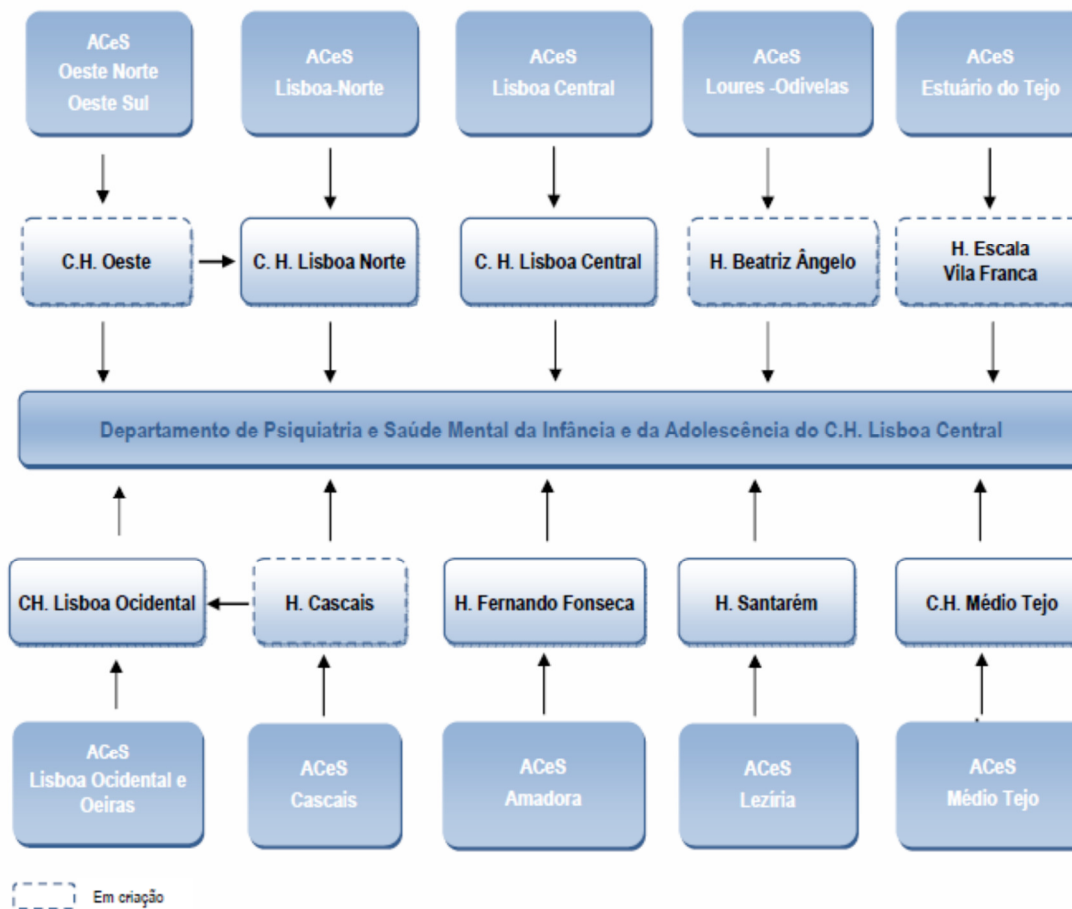 ACeS
Oeste Norte
Oeste Sul
ACeS
Lisboa-Norte
ACeS
Lisboa Central
ACeS
Loures -Odivelas
ACeS
Estuário do Tejo
C.H. Oeste
C. H. Lisboa Norte
C. H. Lisboa Central
H. Beatriz Ângelo
H. Escala
Vila Franca
Departamento de Psiquiatria e Saúde Mental da Infância e da Adolescência do C.H. Lisboa Central
CH. Lisboa Ocidental
H. Cascais
H. Fernando Fonseca
H. Santarém
C.H. Médio Tejo
ACeS
Lisboa Ocidental e
Oeiras
ACeS
Cascais
ACeS
Amadora
ACeS
Lezíria
ACeS
Médio Tejo
Em criação